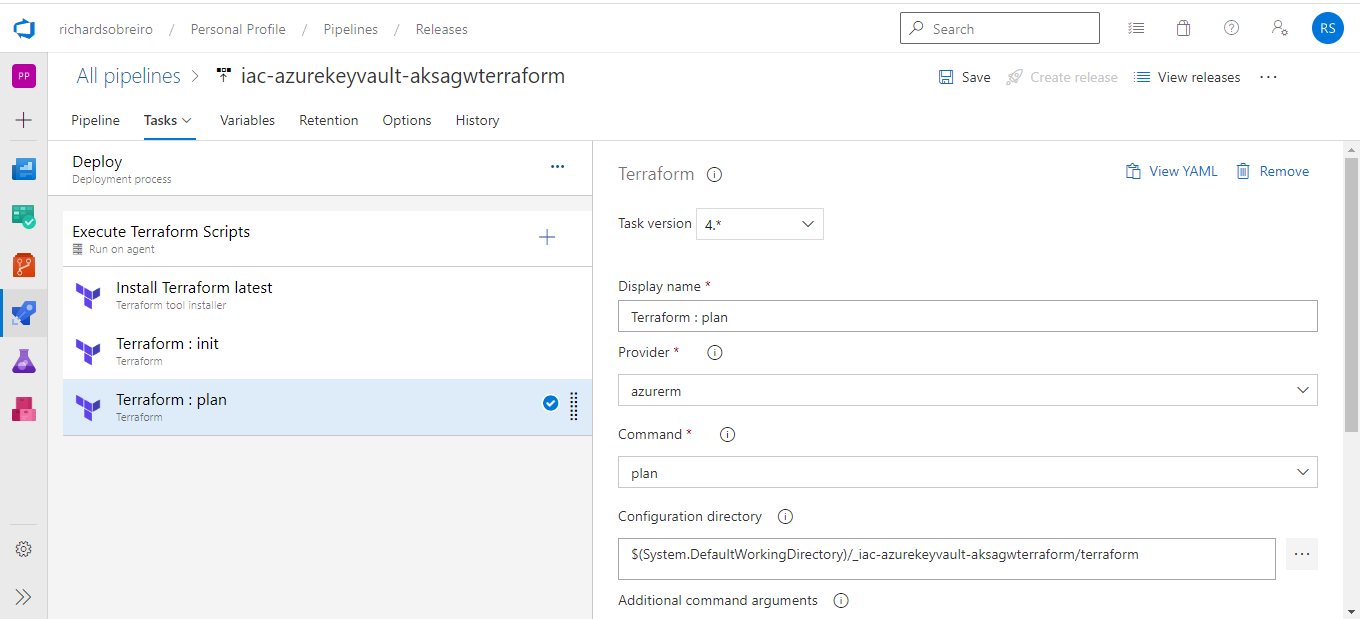 richardsobreiro / Personal Profile / Pipelines / Releases
Search
RS
PP
All pipelines > iac-azurekeyvault-aksagwterraform
Save
Create release
View releases
...
Pipeline
Tasks
Variables
Retention
Options
History
Deploy
Deployment process
...
Execute Terraform Scripts
Run on agent
Install Terraform latest
Terraform tool installer
Terraform : init
Terraform
Terraform : plan
Terraform
Terraform
View YAML
Remove
Task version
4.*
Display name *
Terraform : plan
Provider *
azurerm
Command *
plan
Configuration directory
$(System.DefaultWorkingDirectory)/_iac-azurekeyvault-aksagwterraform/terraform
...
Additional command arguments